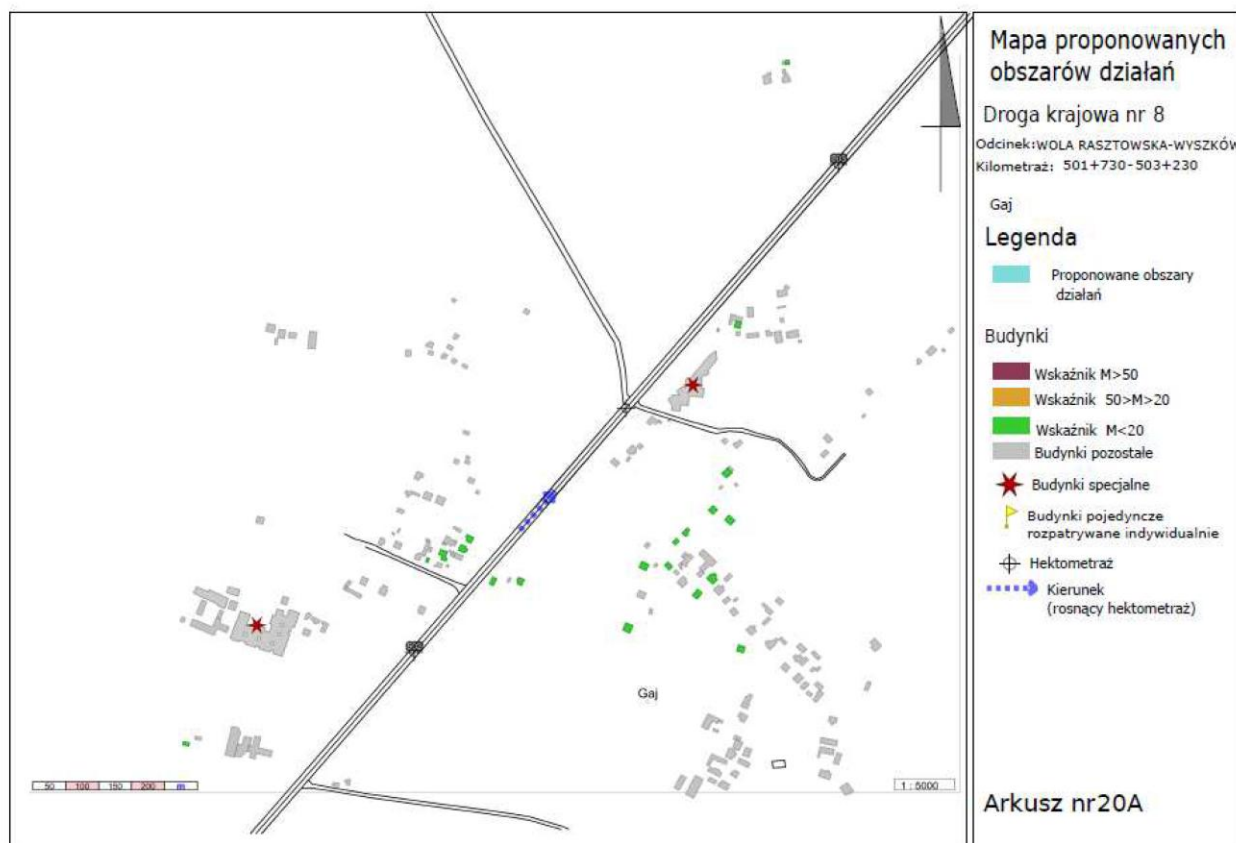 Mapa proponowanych
obszarów działań
Droga krajowa nr 8
Odcinek:WOLA RASZTOWSKA-WYSZKÓW
Kilometraż: 501+730-503+230
Gaj
Legenda
Proponowane obszary
działań
Budynki
Wskaźnik M>50
Wskaźnik 50>M>20
Wskaźnik M<20
Budynki pozostałe
Budynki specjalne
Budynki pojedyncze
rozpatrywane indywidualnie
Hektometraż
Kierunek
(rosnący hektometraż)
Arkusz nr20A
Gaj
50 100 150 200 m
1 : 5000